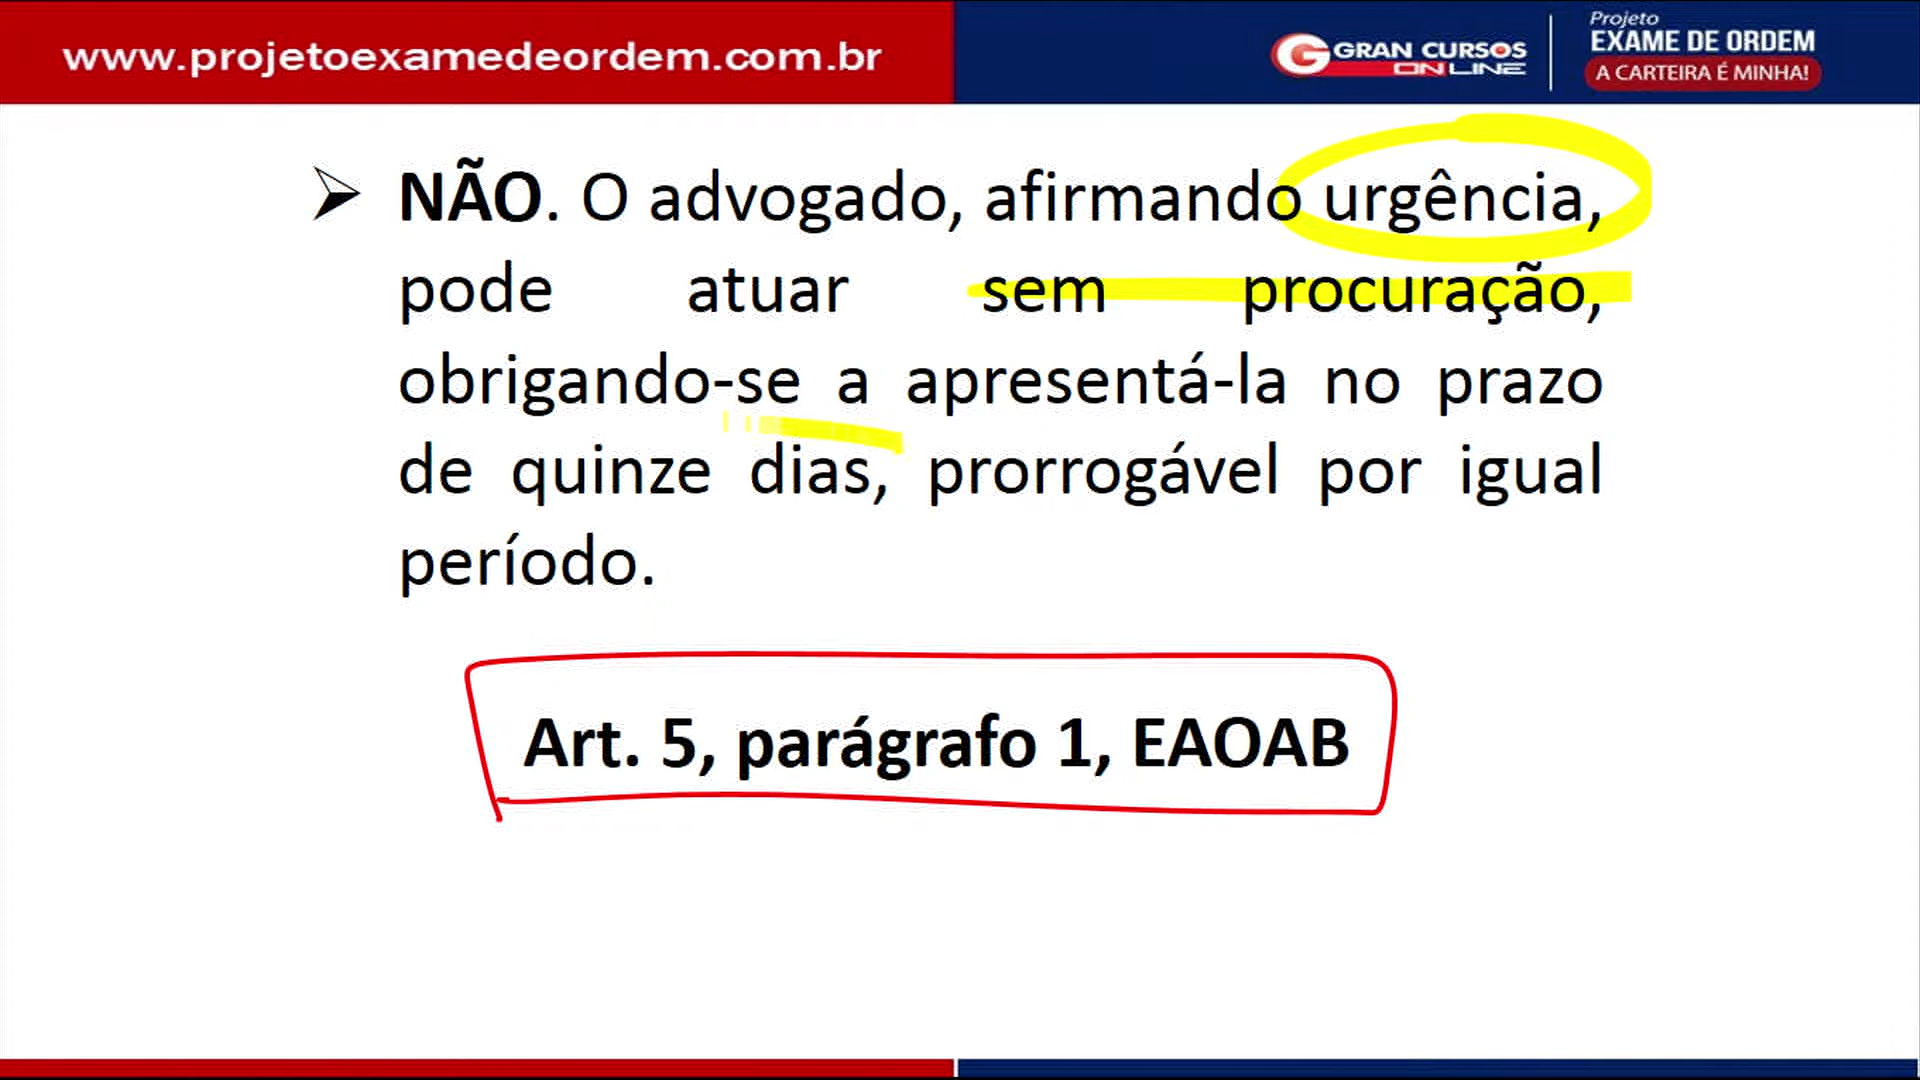 www.projetoexamedeordem.com.br
GRAN CURSOS
ONLINE
Projeto
EXAME DE ORDEM
A CARTEIRA É MINHA!
➢ NÃO. O advogado, afirmando urgência,
pode atuar sem procuração,
obrigando-se a apresentá-la no prazo
de quinze dias, prorrogável por igual
período.
Art. 5, parágrafo 1, EAOAB